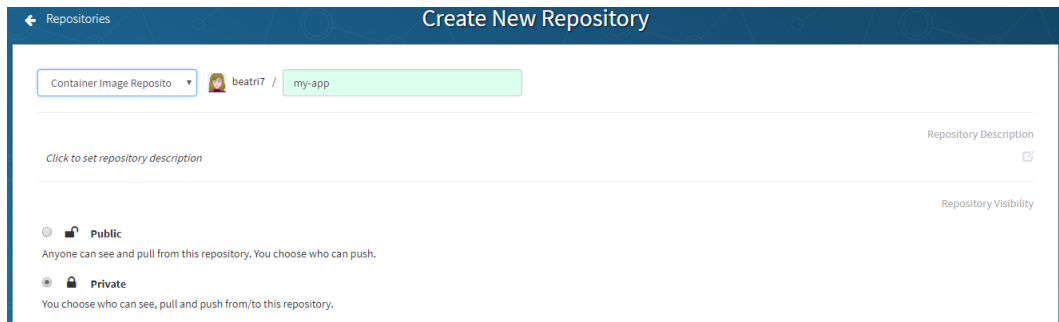 Repositories
Create New Repository
Container Image Reposito
beatri7 / my-app
Repository Description
Click to set repository description
Repository Visibility
Public
Anyone can see and pull from this repository. You choose who can push.
Private
You choose who can see, pull and push from/to this repository.